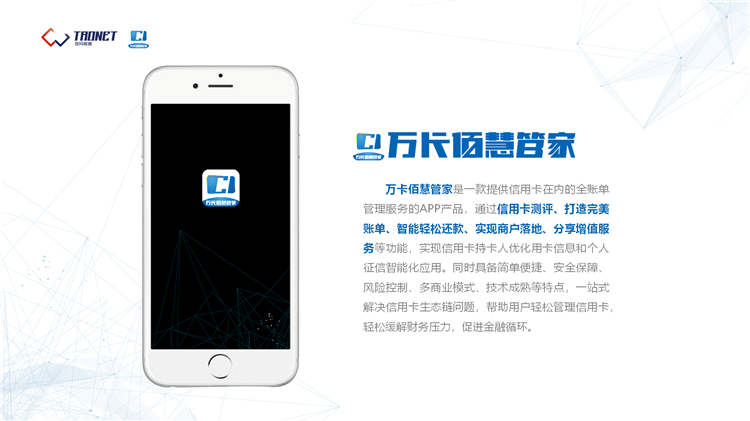 TAONET
万卡佰慧管家
万卡佰慧管家
万卡佰慧管家是一款提供信用卡在内的全账单
管理服务的APP产品，通过信用卡测评、打造完美
账单、智能轻松还款、实现商户落地、分享增值服
务等功能，实现信用卡持卡人优化用卡信息和个人
征信智能化应用。同时具备简单便捷、安全保障、
风险控制、多商业模式、技术成熟等特点，一站式
解决信用卡生态链问题，帮助用户轻松管理信用卡，
轻松缓解财务压力，促进金融循环。